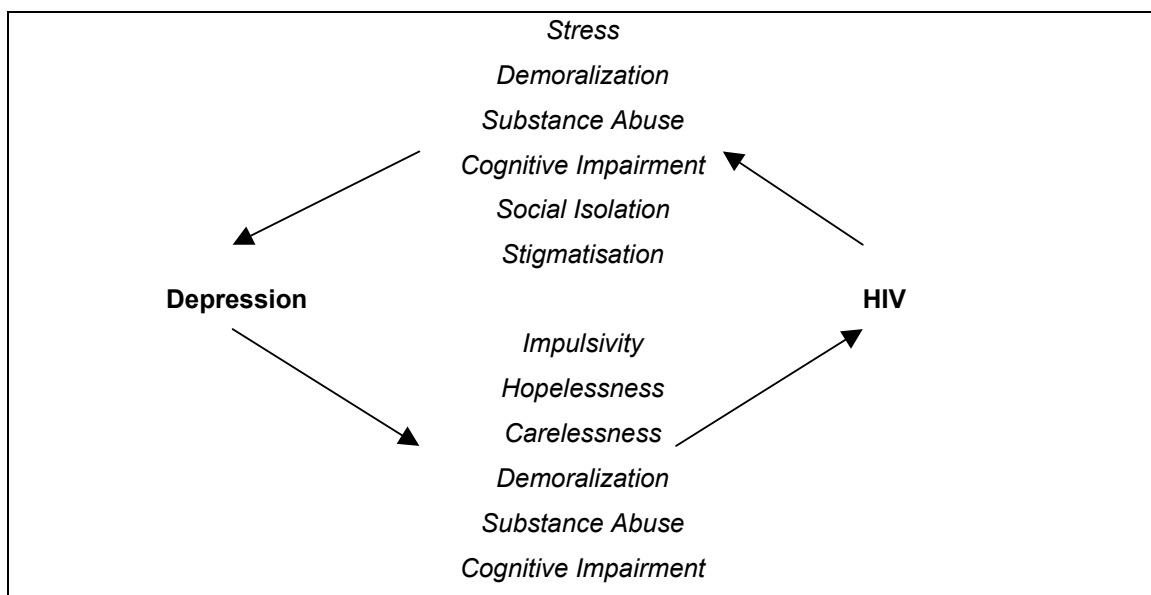 Stress
Demoralization
Substance Abuse
Cognitive Impairment
Social Isolation
Stigmatisation
Depression HIV
Impulsivity
Hopelessness
Carelessness
Demoralization
Substance Abuse
Cognitive Impairment